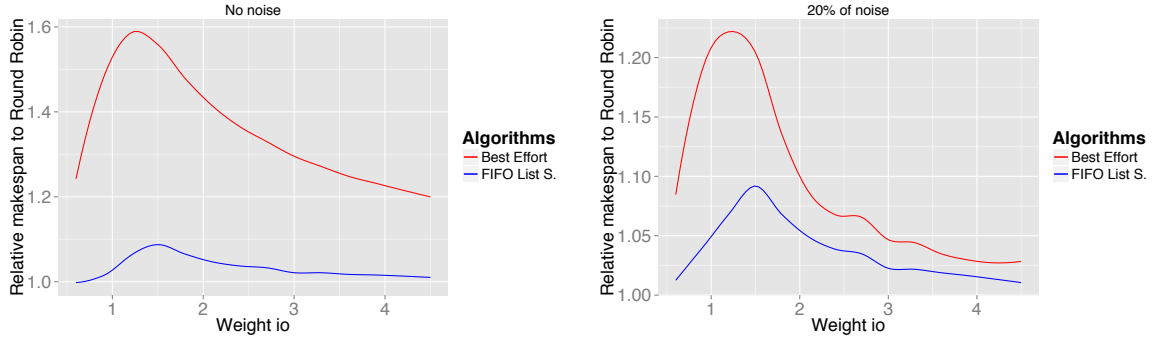 No noise
Relative makespan to Round Robin
1.6
1.4
1.2
1.0
1 2 3 4
Weight io
Algorithms
Best Effort
FIFO List S.
20% of noise
Relative makespan to Round Robin
1.20
1.15
1.10
1.05
1.00
1 2 3 4
Weight io
Algorithms
Best Effort
FIFO List S.